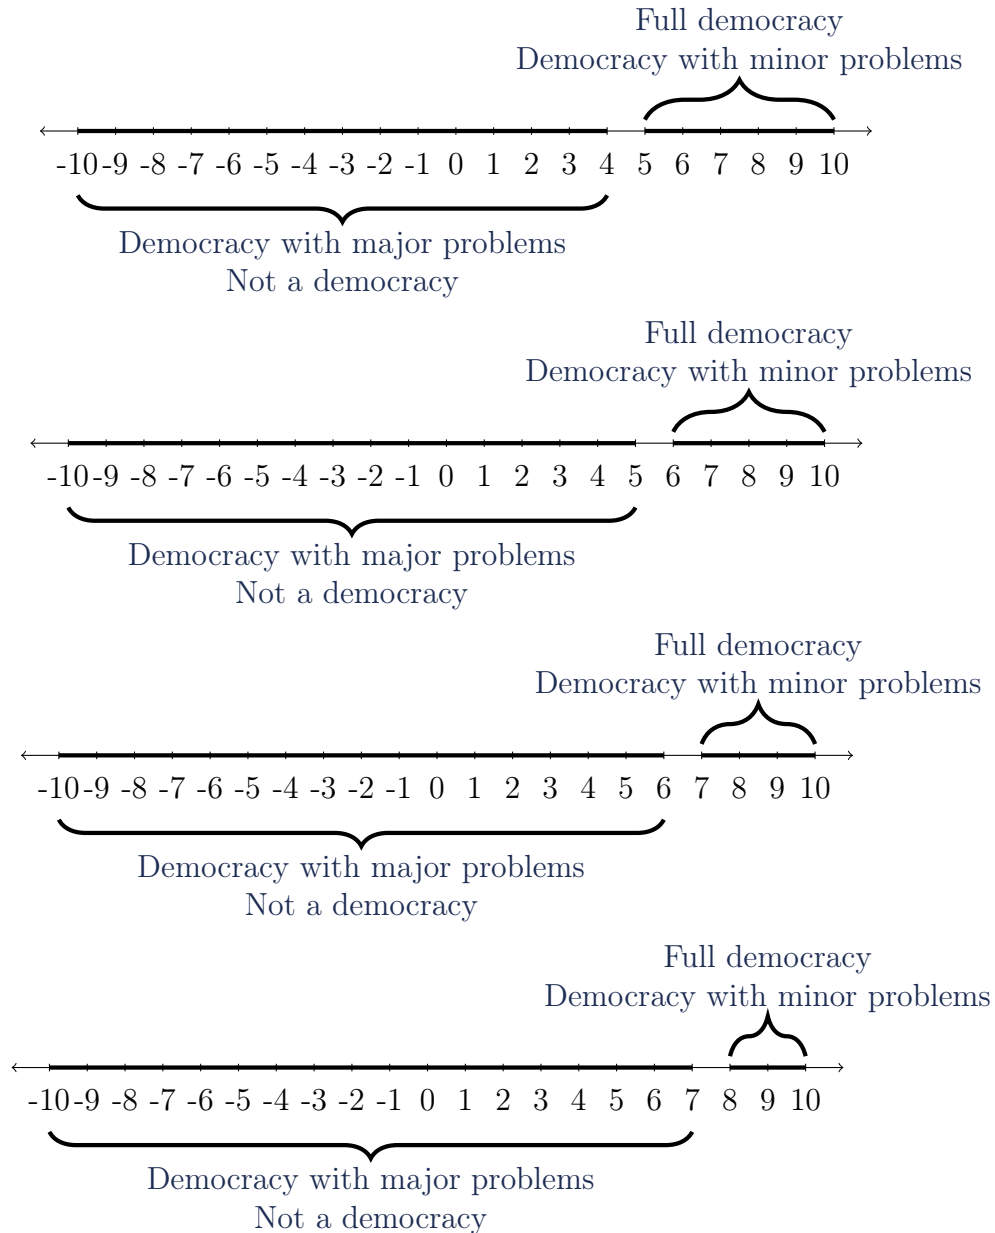 Full democracy
Democracy with minor problems
-10 -9 -8 -7 -6 -5 -4 -3 -2 -1 0 1 2 3 4 5 6 7 8 9 10
Democracy with major problems
Not a democracy
Full democracy
Democracy with minor problems
-10 -9 -8 -7 -6 -5 -4 -3 -2 -1 0 1 2 3 4 5 6 7 8 9 10
Democracy with major problems
Not a democracy
Full democracy
Democracy with minor problems
-10 -9 -8 -7 -6 -5 -4 -3 -2 -1 0 1 2 3 4 5 6 7 8 9 10
Democracy with major problems
Not a democracy
Full democracy
Democracy with minor problems
-10 -9 -8 -7 -6 -5 -4 -3 -2 -1 0 1 2 3 4 5 6 7 8 9 10
Democracy with major problems
Not a democracy